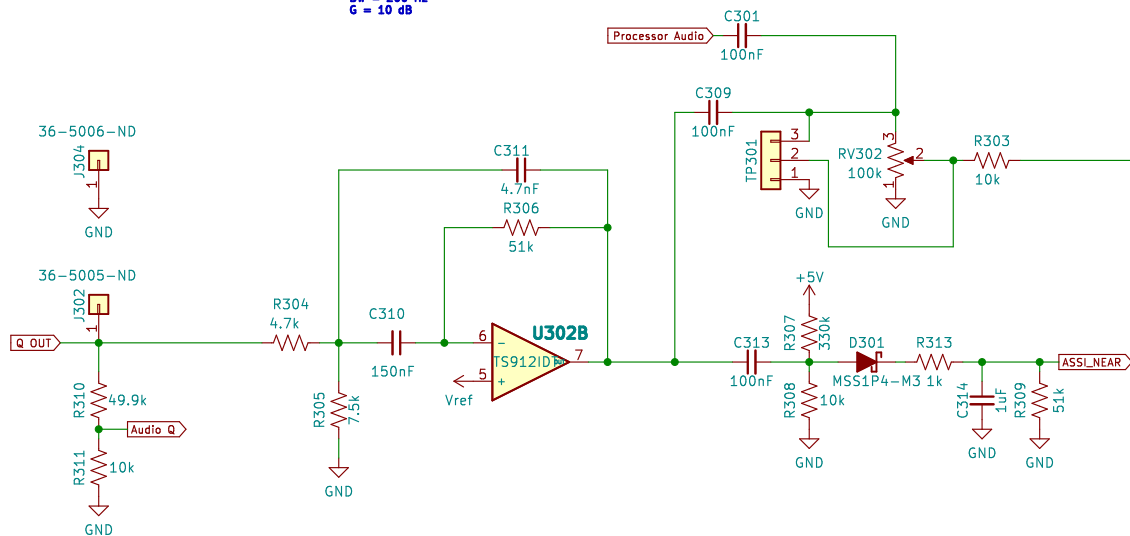 G = 10 dB
C301
Processor Audio
100nF
C309
100nF
36-5006-ND
J304
1
GND
TP301
3
2
1
GND
RV302
100k
3
2
1
GND
R303
10k
C311
4.7nF
R306
51k
36-5005-ND
J302
1
Q OUT
R304
4.7k
C310
150nF
6
5
7
U302B
TS912IDT
Vref
+5V
R307
330k
D301
MSS1P4-M3
R313
1k
ASSI_NEAR
C313
100nF
R308
10k
GND
C314
1uF
GND
R309
51k
GND
R310
49.9k
Audio Q
R311
10k
GND
R305
7.5k
GND